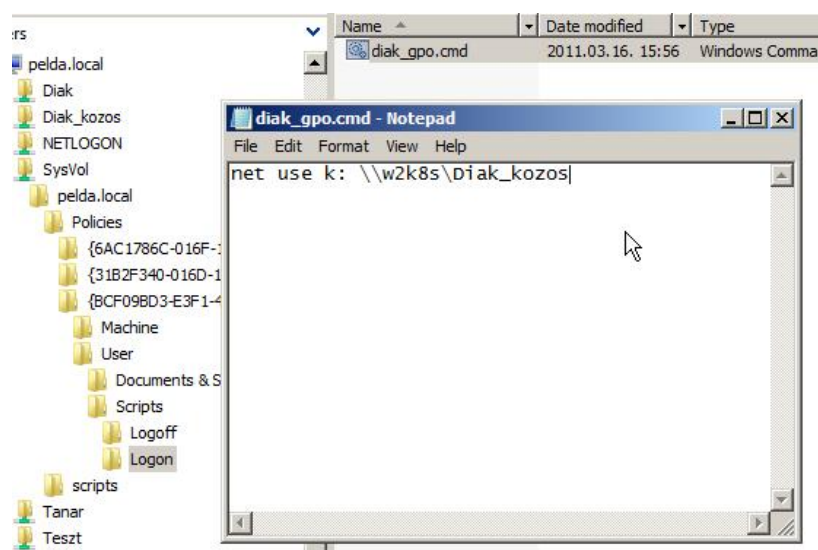 ers
Name
Date modified
Type
diak_gpo.cmd
2011.03.16. 15:56
Windows Comma
pelda.local
Diak
Diak_kozos
NETLOGON
SysVol
pelda.local
Policies
{6AC1786C-016F-1
{31B2F340-016D-1
{BCF09BD3-E3F1-4
Machine
User
Documents & S
Scripts
Logoff
Logon
scripts
Tanar
Teszt
diak_gpo.cmd - Notepad
File Edit Format View Help
net use k: \\w2k8s\Diak_kozos